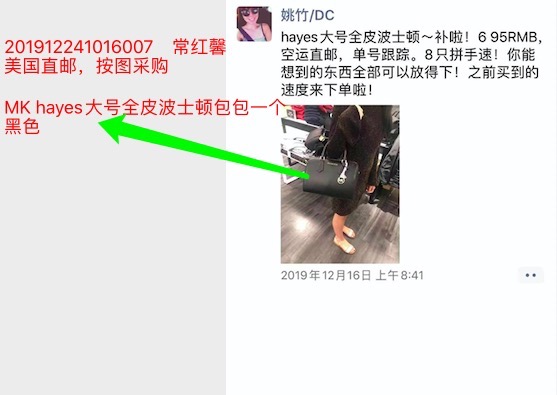 201912241016007 常红馨
美国直邮，按图采购
MK hayes大号全皮波士顿包包一个
黑色
姚竹/DC
hayes大号全皮波士顿～补啦！6 95RMB,
空运直邮，单号跟踪。8只拼手速！你能
想到的东西全部可以放得下！之前买到的
速度来下单啦！
2019年12月16日 上午8:41